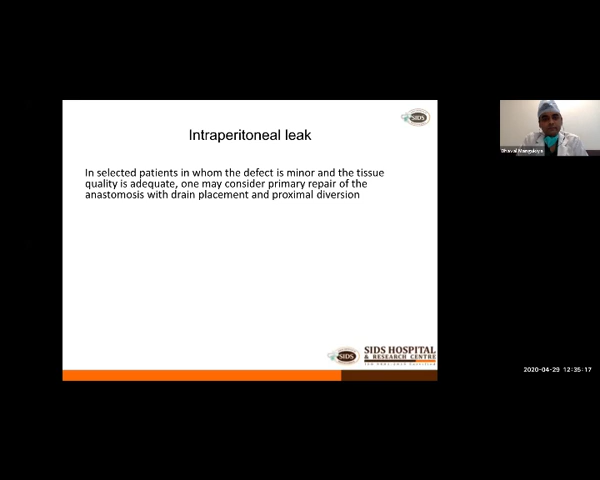 SIDS
Intraperitoneal leak
In selected patients in whom the defect is minor and the tissue
quality is adequate, one may consider primary repair of the
anastomosis with drain placement and proximal diversion
SIDS
SIDS HOSPITAL
& RESEARCH CENTRE
2020-04-29 12:35:17